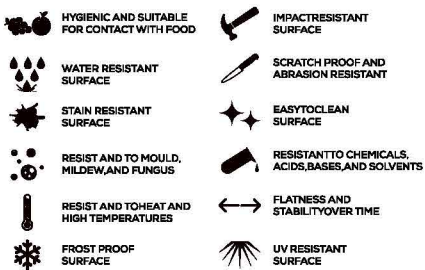 HYGIENIC AND SUITABLE
FOR CONTACT WITH FOOD
WATER RESISTANT
SURFACE
STAIN RESISTANT
SURFACE
RESIST AND TO MOULD,
MILDEW,AND FUNGUS
RESIST AND TOHEAT AND
HIGH TEMPERATURES
FROST PROOF
SURFACE
IMPACTRESISTANT
SURFACE
SCRATCH PROOF AND
ABRASION RESISTANT
EASYTOCLEAN
SURFACE
RESISTANTTO CHEMICALS,
ACIDS,BASES,AND SOLVENTS
FLATNESS AND
STABILITYOVER TIME
UV RESISTANT
SURFACE